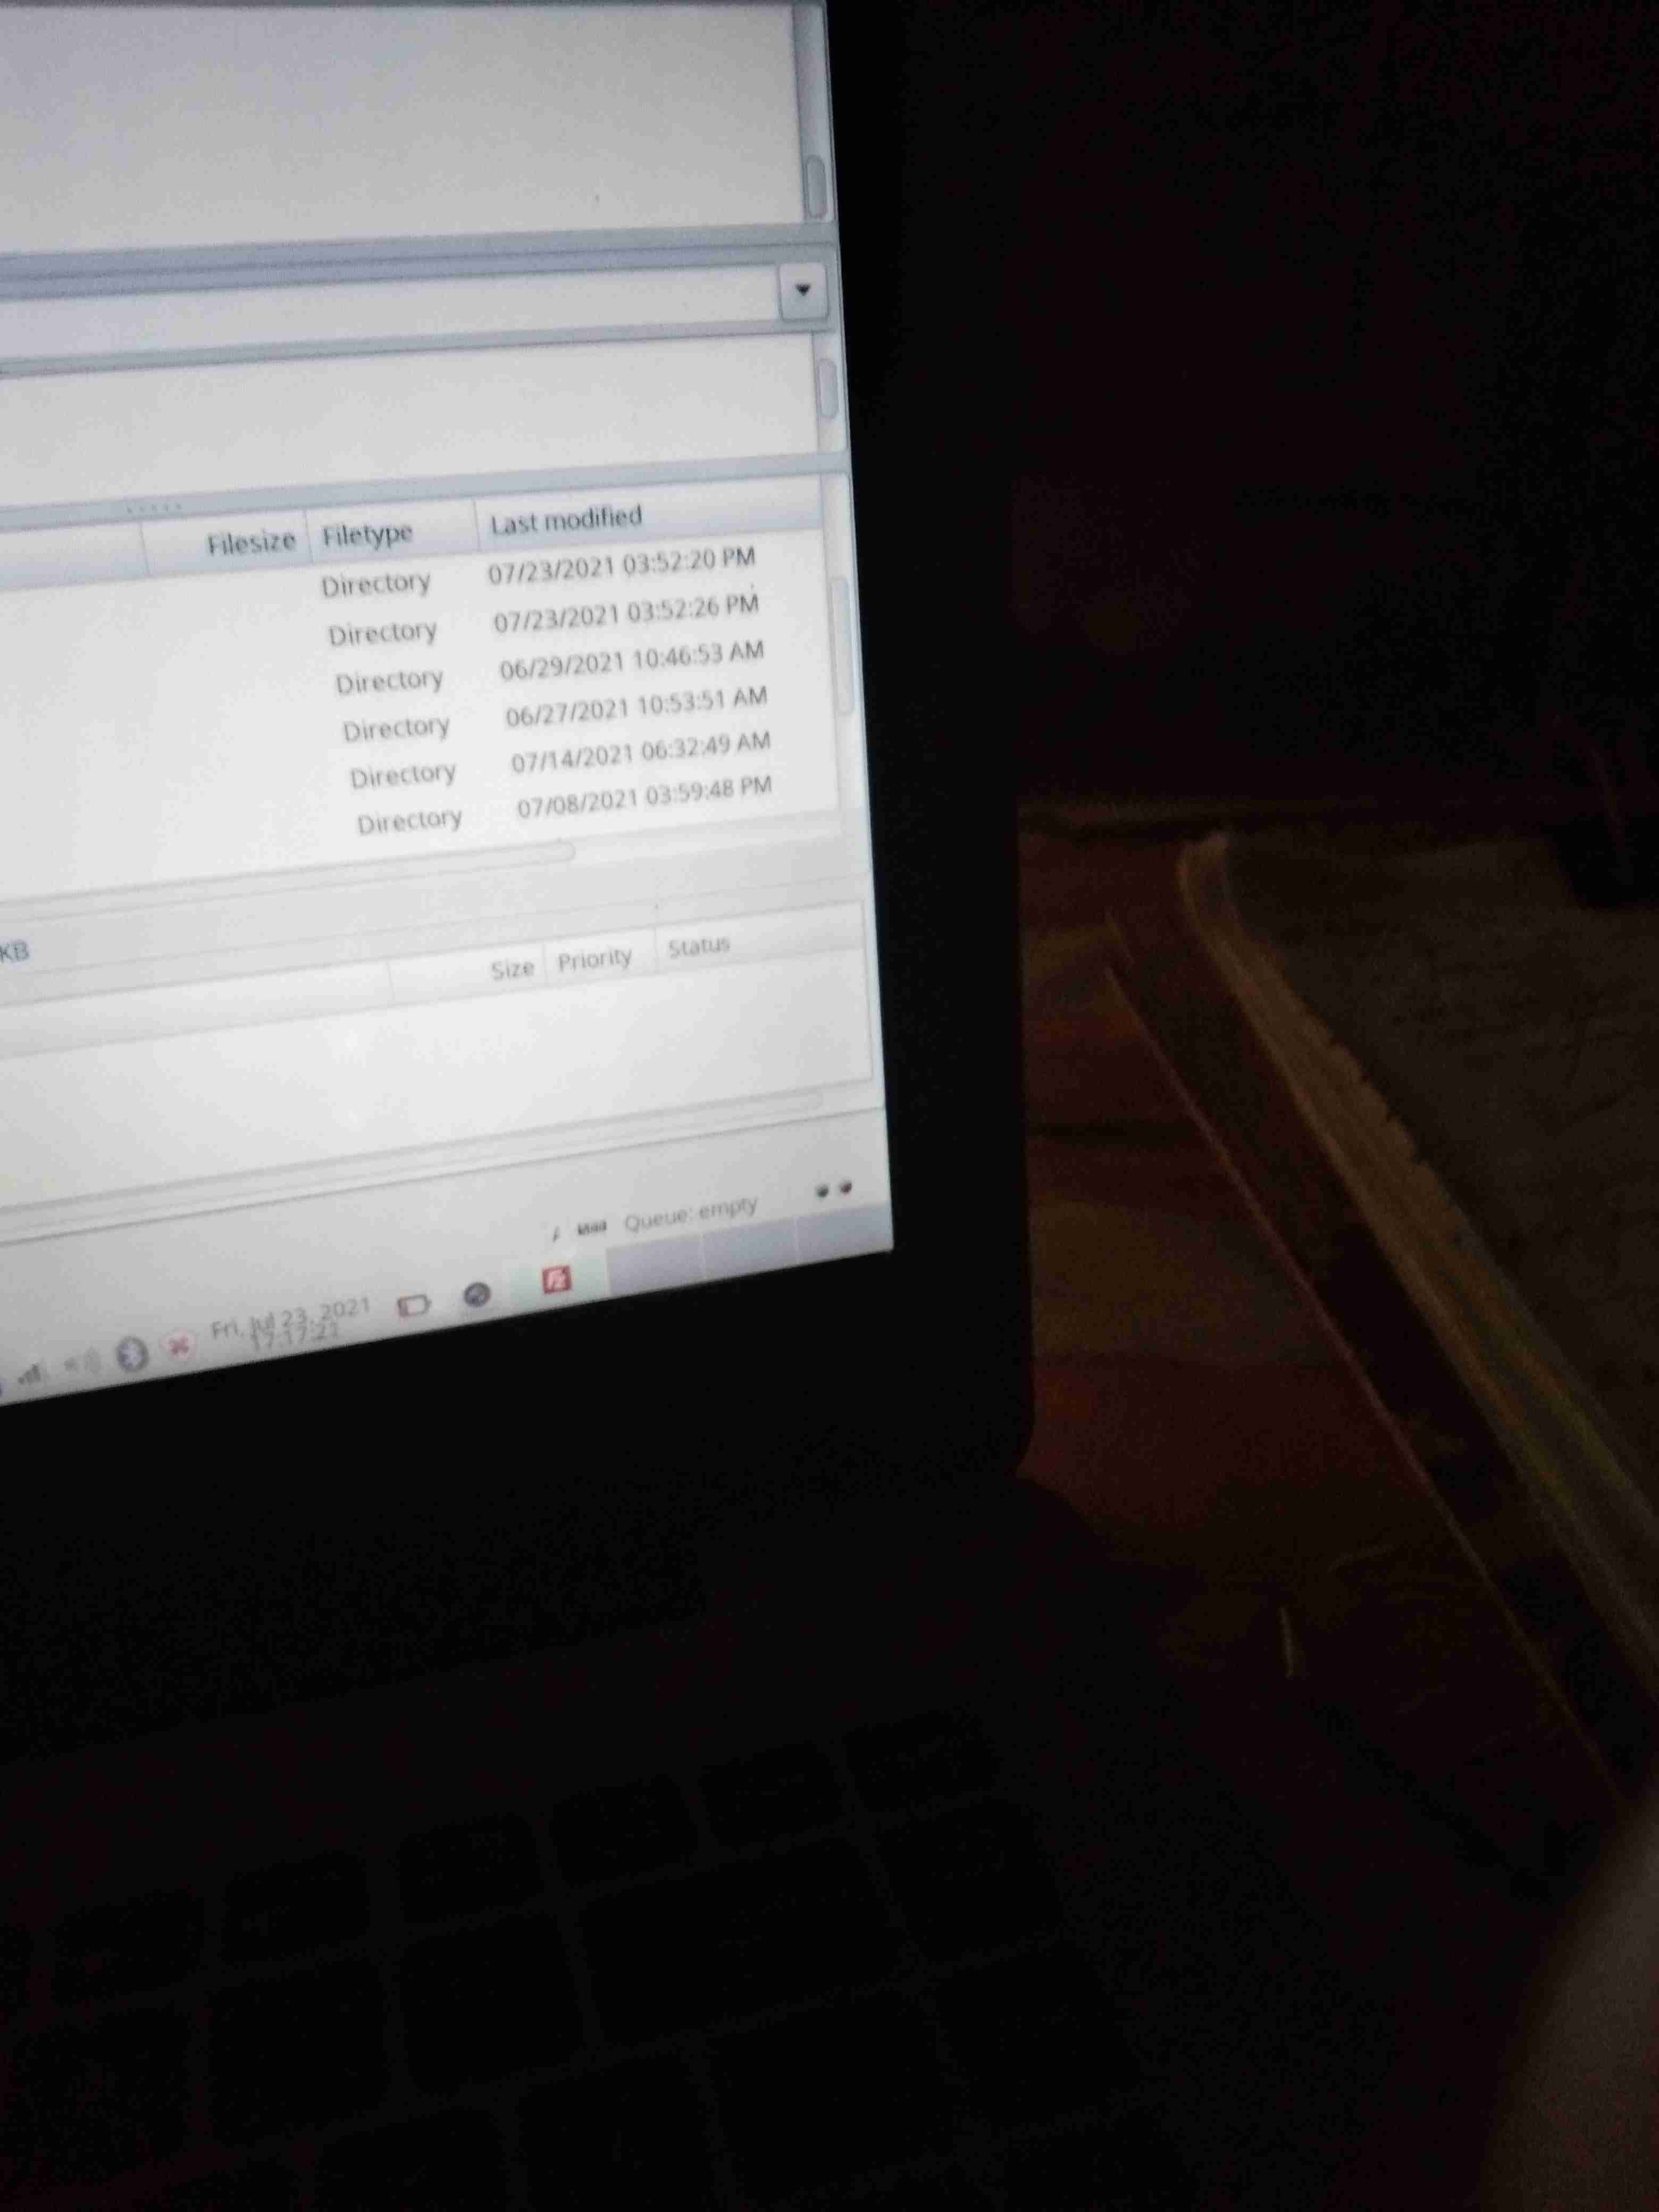 Filesize Filetype Last modified
Directory 07/23/2021 03:52:20 PM
Directory 07/23/2021 03:52:26 PM
Directory 06/29/2021 10:46:53 AM
Directory 06/27/2021 10:53:51 AM
Directory 07/14/2021 06:32:49 AM
Directory 07/08/2021 03:59:48 PM
KB
Size Priority Status
Queue: empty
Fz
Fri, Jul 23, 2021